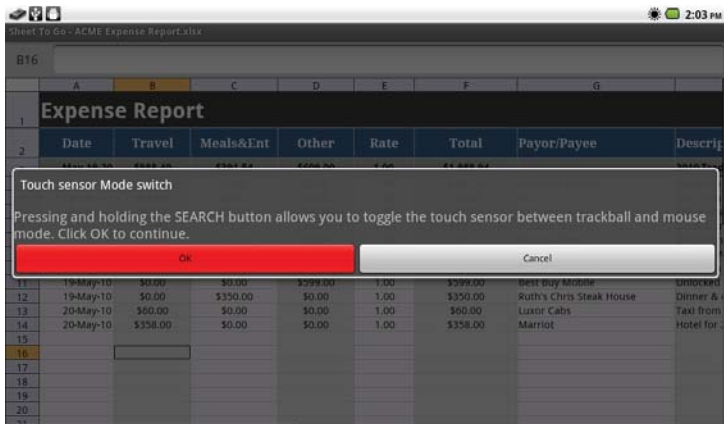 2:03 PM
Sheet To Go - ACME Expense Report.xlsx
B16
A B C D E F G
1 Expense Report
2 Date Travel Meals&Ent Other Rate Total Payor/Payee Descrip
Touch sensor Mode switch
Pressing and holding the SEARCH button allows you to toggle the touch sensor between trackball and mouse
mode. Click OK to continue.
OK Cancel
11 19-May-10 $0.00 $0.00 $599.00 1.00 $599.00 Best Buy Mobile Unlocked
12 19-May-10 $0.00 $350.00 $0.00 1.00 $350.00 Ruth's Chris Steak House Dinner &
13 20-May-10 $60.00 $0.00 $0.00 1.00 $60.00 Luxor Cabs Taxi from
14 20-May-10 $358.00 $0.00 $0.00 1.00 $358.00 Marriot Hotel for
15
16
17
18
19
20